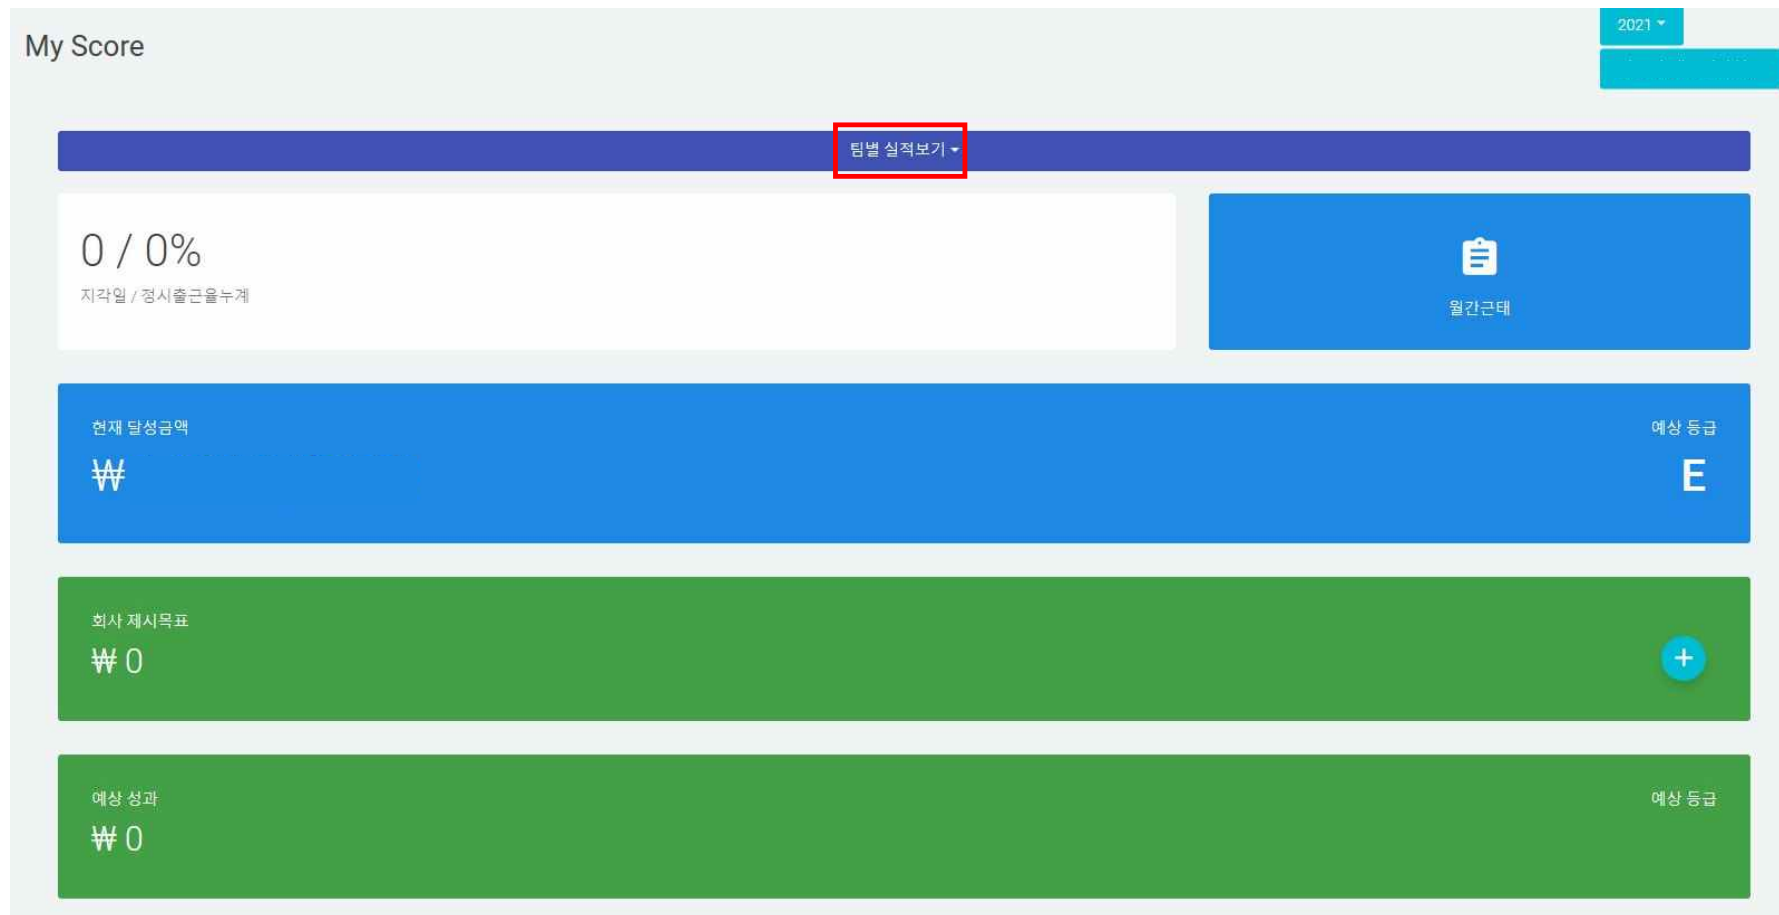 My Score
2021
팀별 실적보기
0 / 0%
지각일 / 정시출근율누계
월간근태
현재 달성금액
예상 등급
₩
E
회사 제시목표
₩ 0
+
예상 성과
예상 등급
₩ 0